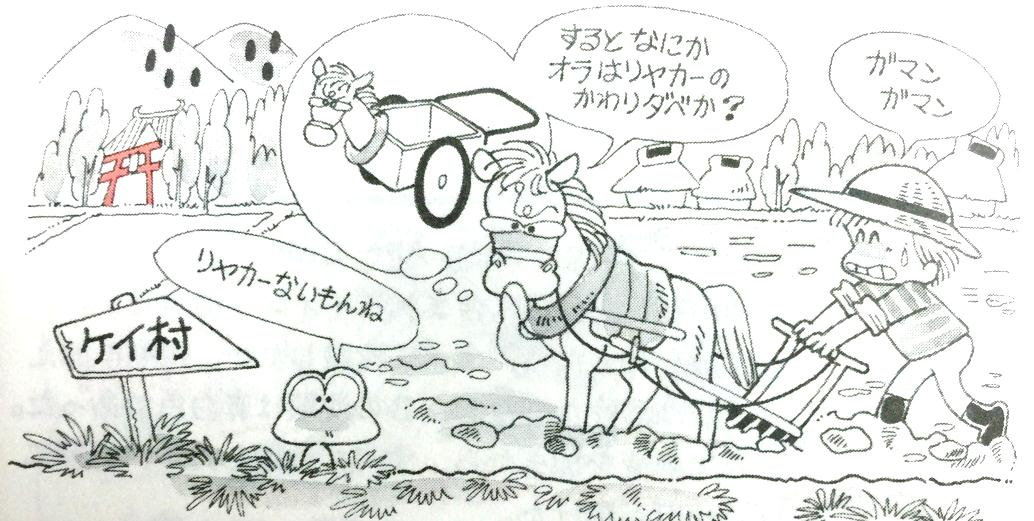 ガマン
ガマン
するとなにか
オラはリヤカーの
かわりダベか?
リヤカーないもんね
ケイ村